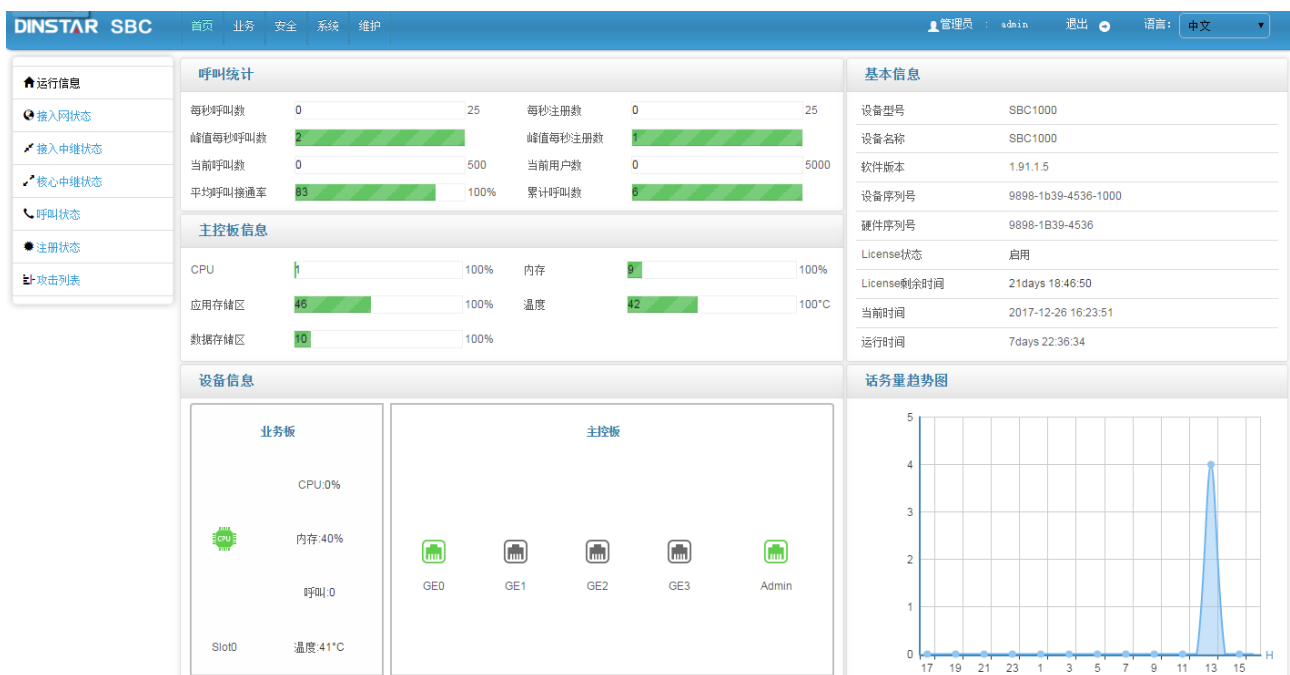 DINSTAR SBC 首页 业务 安全 系统 维护 管理员 : admin 退出 语言: 中文
运行信息
接入网状态
接入中继状态
核心中继状态
呼叫状态
注册状态
攻击列表
呼叫统计
每秒呼叫数 0 25 每秒注册数 0 25
峰值每秒呼叫数 2 峰值每秒注册数 1
当前呼叫数 0 500 当前用户数 0 5000
平均呼叫接通率 83 100% 累计呼叫数 6
主控板信息
CPU 1 100% 内存 9 100%
应用存储区 46 100% 温度 42 100°C
数据存储区 10 100%
基本信息
设备型号 SBC1000
设备名称 SBC1000
软件版本 1.91.1.5
设备序列号 9898-1b39-4536-1000
硬件序列号 9898-1B39-4536
License状态 启用
License剩余时间 21days 18:46:50
当前时间 2017-12-26 16:23:51
运行时间 7days 22:36:34
设备信息
业务板
CPU:0%
CPU
内存:40%
呼叫:0
Slot0 温度:41°C
主控板
GE0 GE1 GE2 GE3 Admin
话务量趋势图
5
4
3
2
1
0
17 19 21 23 1 3 5 7 9 11 13 15 H